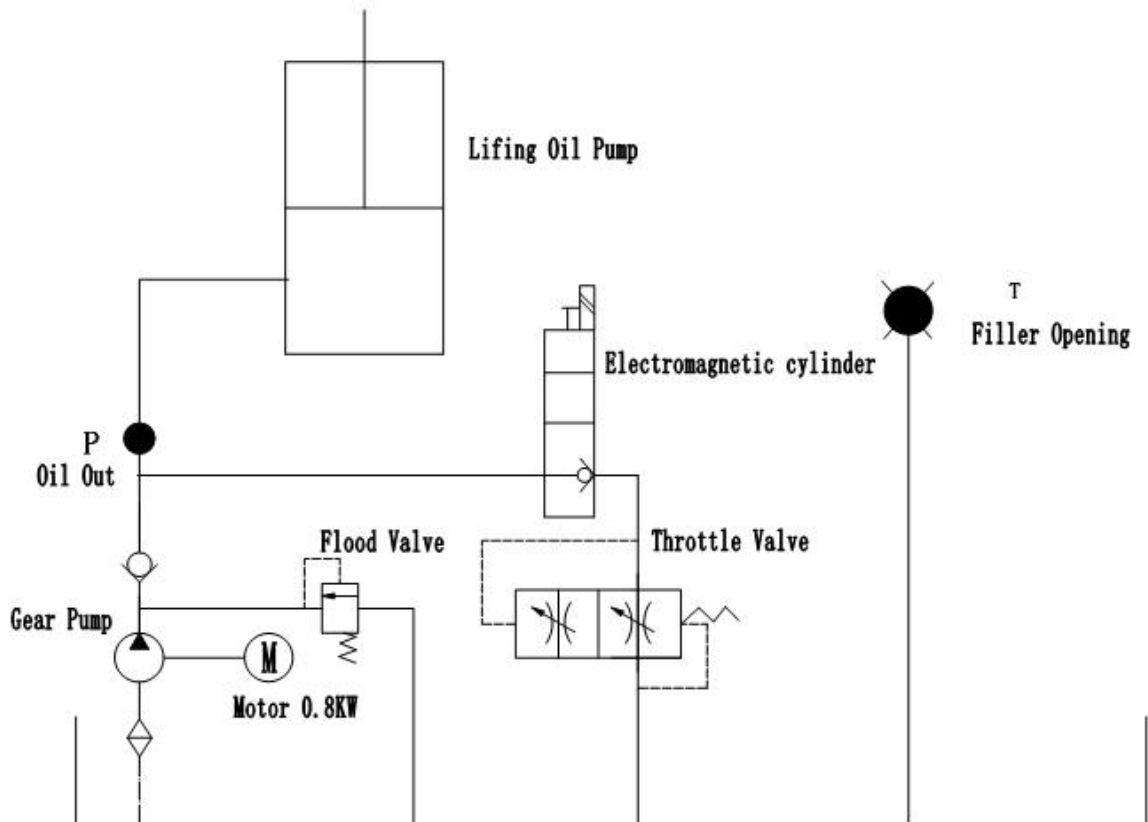 Lifing Oil Pump
T
Filler Opening
Electromagnetic cylinder
P
Oil Out
Flood Valve
Throttle Valve
Gear Pump
M
Motor 0.8KW